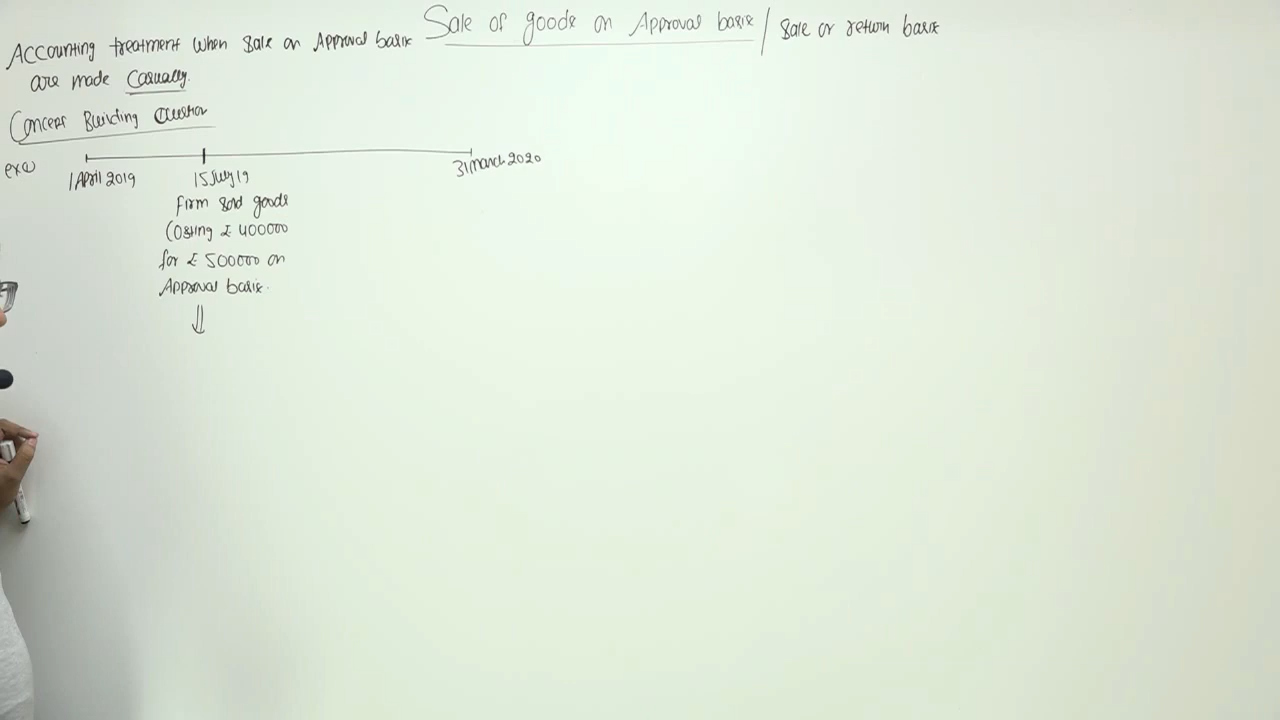 Sale of goods on Approval basis / Sale or return basis
Accounting treatment when sale on Approval basis
are made Casually.
Concept Building Question
1 April 2019
15 July 19
31 March 2020
Firm sold goods
Costing ₹ 400000
for ₹ 500000 on
Approval basis.